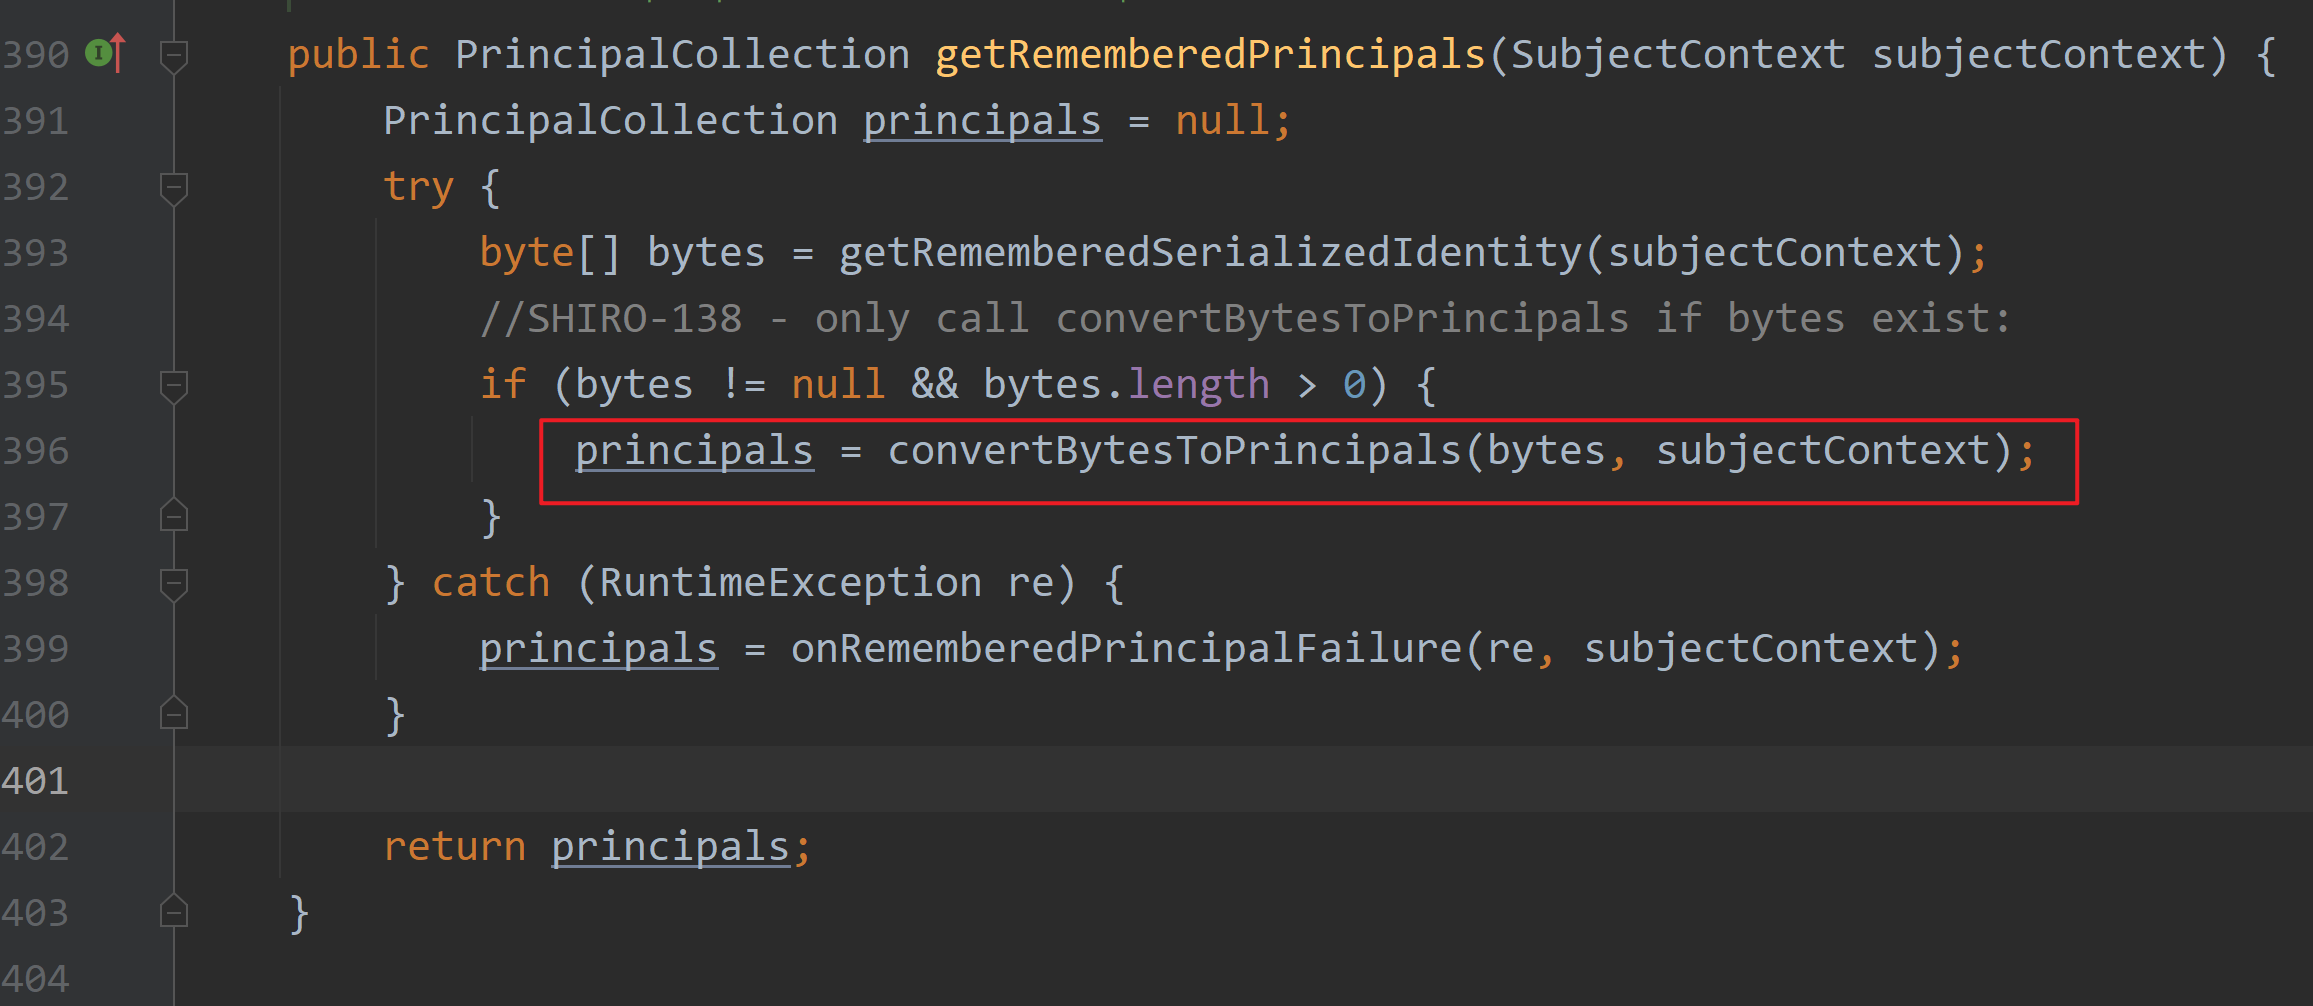 390 public PrincipalCollection getRememberedPrincipals(SubjectContext subjectContext) {
391 PrincipalCollection principals = null;
392 try {
393 byte[] bytes = getRememberedSerializedIdentity(subjectContext);
394 //SHIRO-138 - only call convertBytesToPrincipals if bytes exist:
395 if (bytes != null && bytes.length > 0) {
396 principals = convertBytesToPrincipals(bytes, subjectContext);
397 }
398 } catch (RuntimeException re) {
399 principals = onRememberedPrincipalFailure(re, subjectContext);
400 }
401
402 return principals;
403 }
404